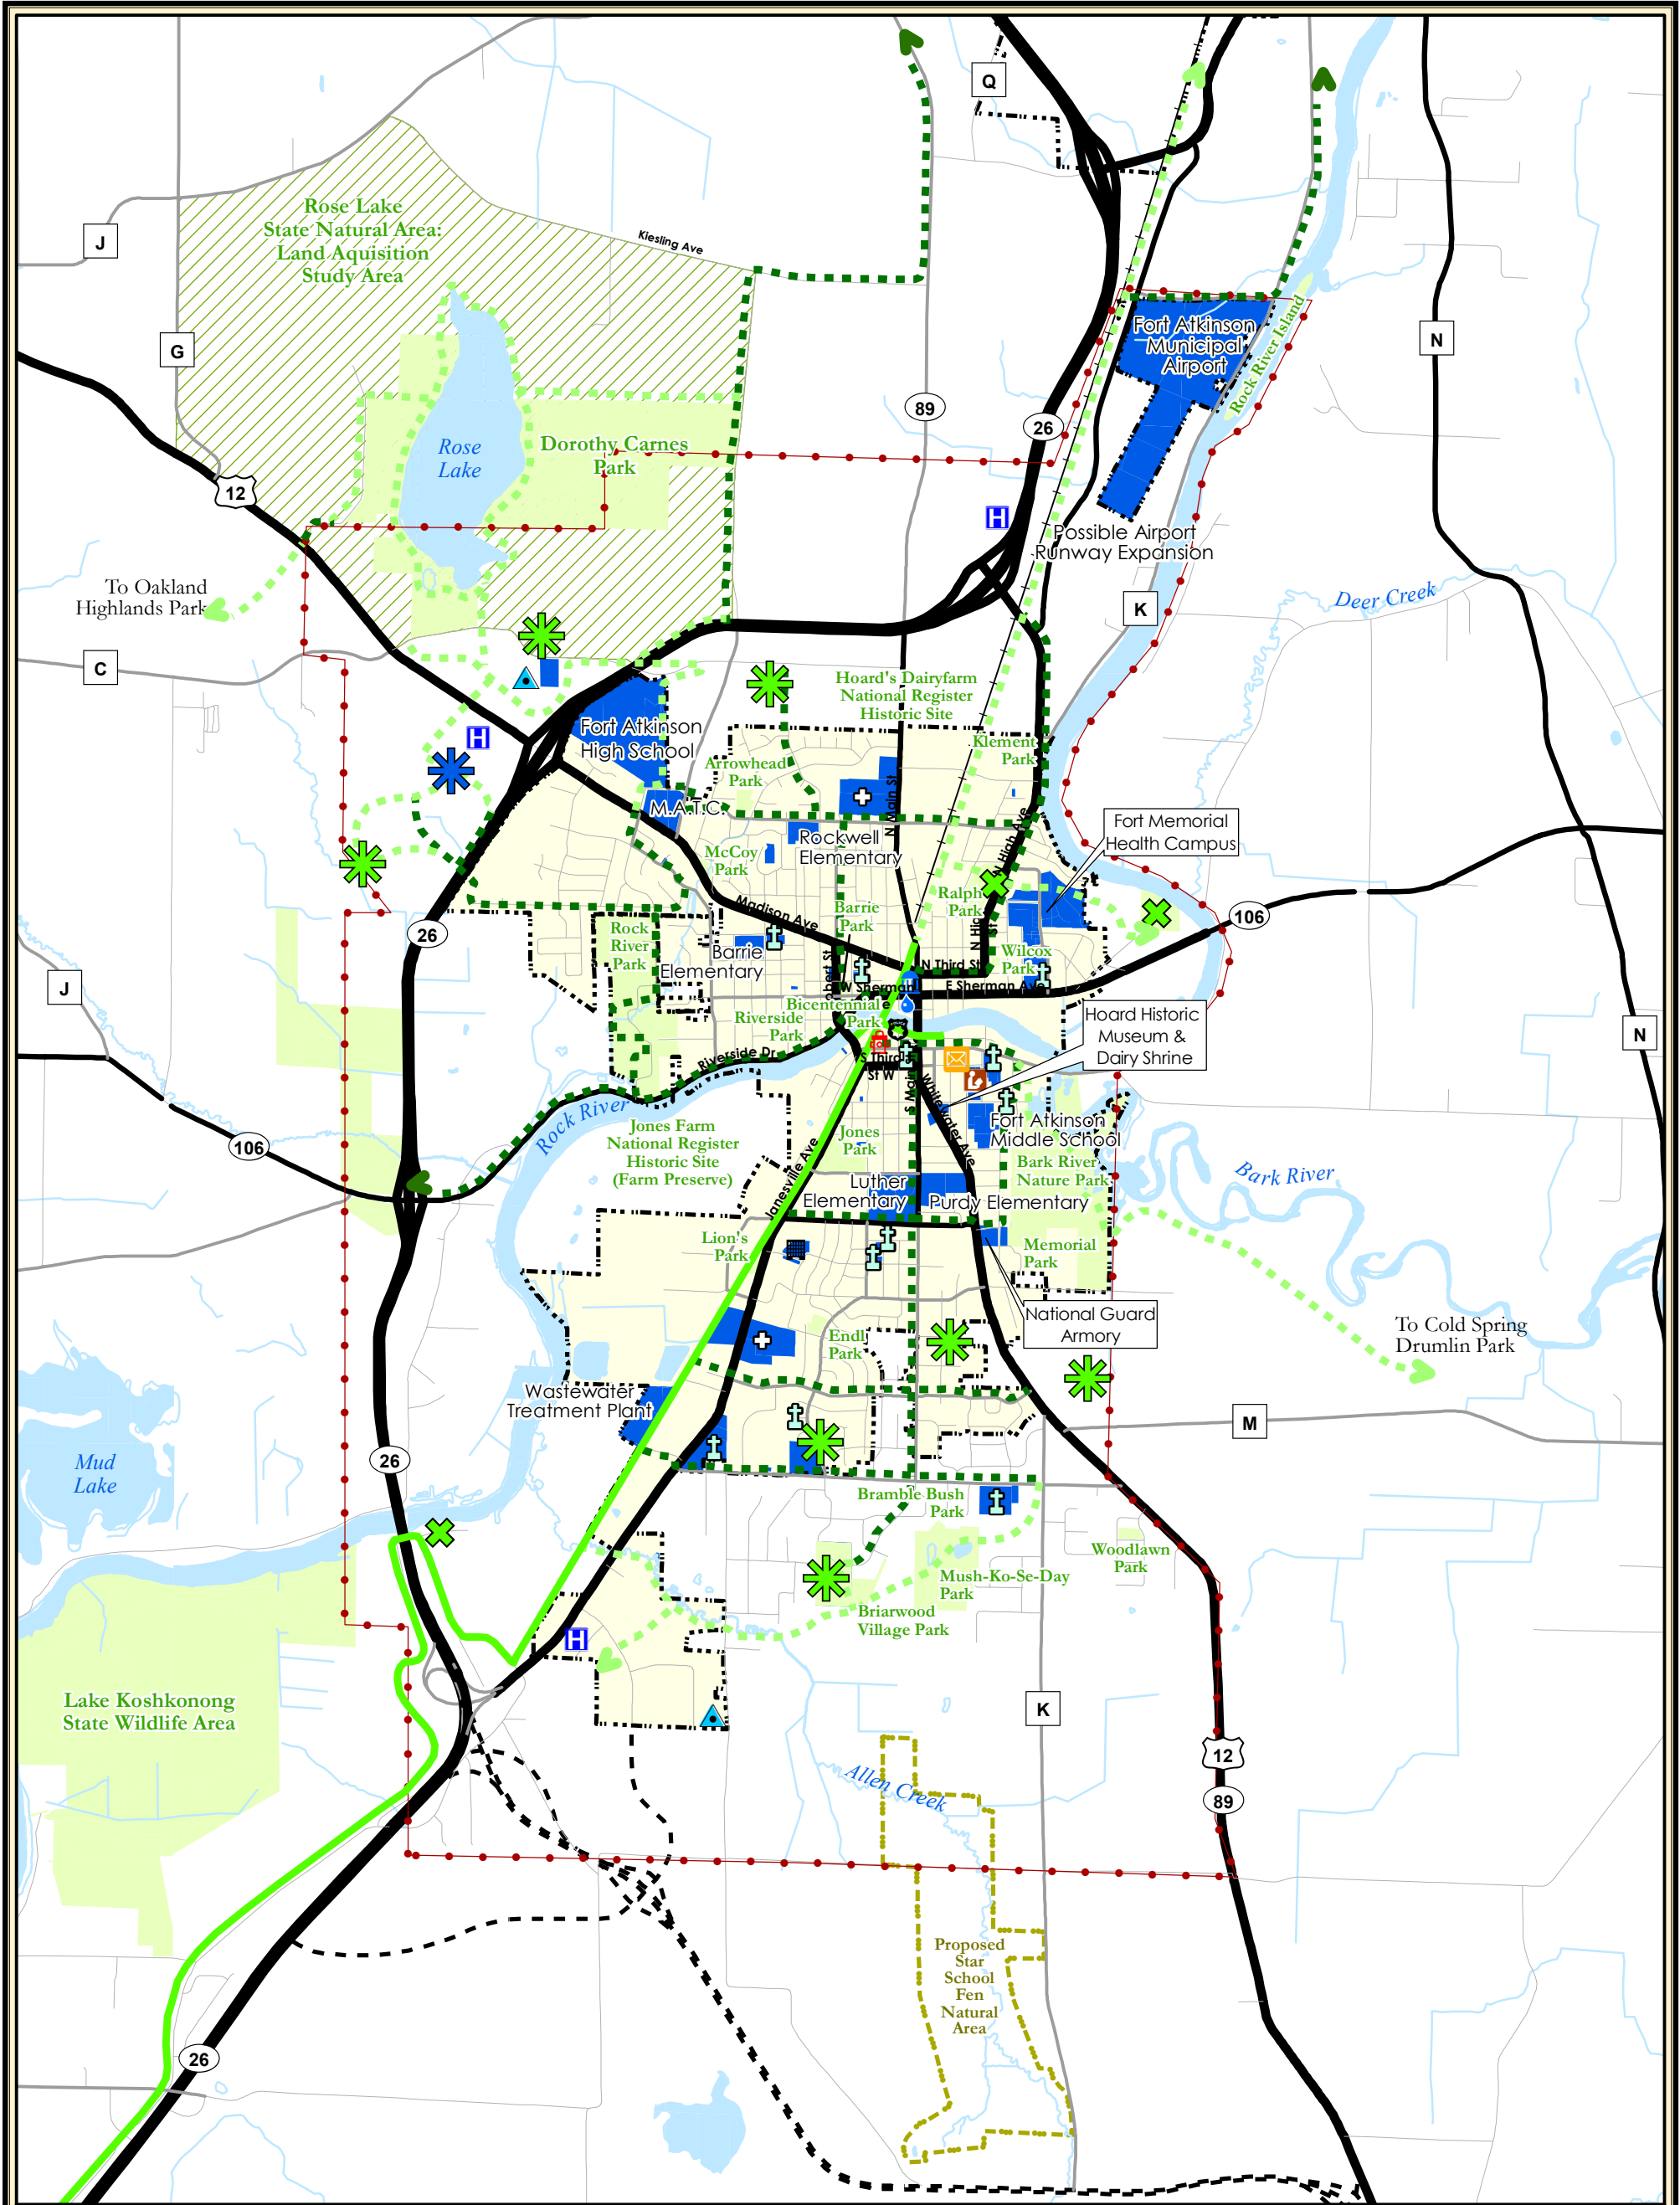 Q
Rose Lake
State Natural Area:
Land Aquisition
Study Area
Kiesling Ave
J
G
N
Fort Atkinson
Municipal
Airport
Rock River Island
89
26
Rose
Lake
Dorothy Carnes
Park
12
H
Possible Airport
Runway Expansion
To Oakland
Highlands Park
Deer Creek
K
C
Hoard's Dairyfarm
National Register
Historic Site
Fort Atkinson
High School
H
Klement
Park
Arrowhead
Park
M.A.T.C.
N Main St
Rockwell
Elementary
N High Ave
Fort Memorial
Health Campus
McCoy
Park
Ralph
Park
Madison Ave
Barrie
Park
106
26
Rock
River
Park
Barrie
Elementary
Wilcox
Park
N Third St
W Sherman
E Sherman Ave
J
Bicentennial
Park
Riverside
Park
Hoard Historic
Museum &
Dairy Shrine
N
Riverside Dr
S Third
St W
S Main
Whitewater Ave
Rock River
106
Jones Farm
National Register
Historic Site
(Farm Preserve)
Jones
Park
Fort Atkinson
Middle School
Bark River
Nature Park
Bark River
Janesville Ave
Luther
Elementary
Purdy Elementary
Lion's
Park
Memorial
Park
National Guard
Armory
To Cold Spring
Drumlin Park
Endl
Park
Wastewater
Treatment Plant
M
Mud
Lake
26
Bramble Bush
Park
Woodlawn
Park
Mush-Ko-Se-Day
Park
Briarwood
Village Park
H
Lake Koshkonong
State Wildlife Area
K
12
89
Allen Creek
Proposed
Star
School
Fen
Natural
Area
26